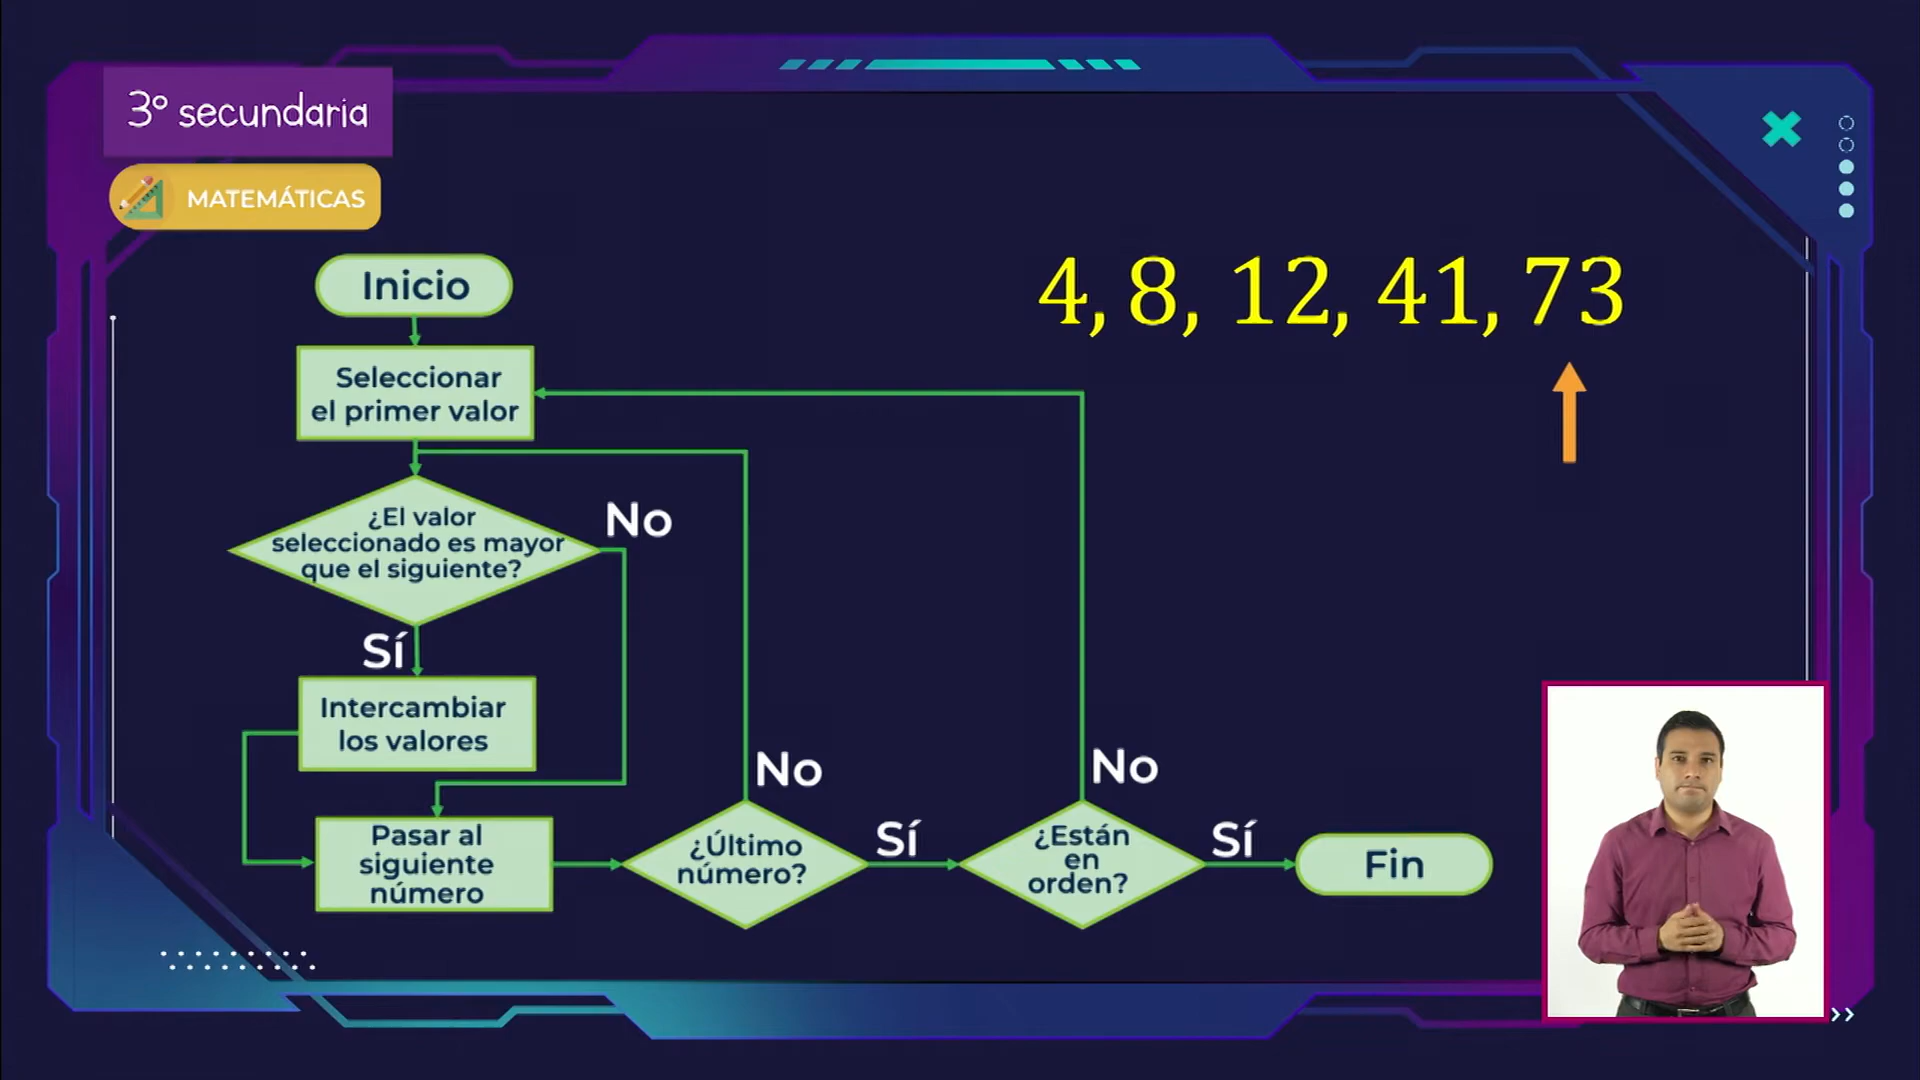 3° secundaria
MATEMÁTICAS
4, 8, 12, 41, 73
Inicio
Seleccionar
el primer valor
¿El valor
seleccionado es mayor
que el siguiente?
No
Sí
Intercambiar
los valores
Pasar al
siguiente
número
¿Último
número?
No
Sí
¿Están
en
orden?
No
Sí
Fin